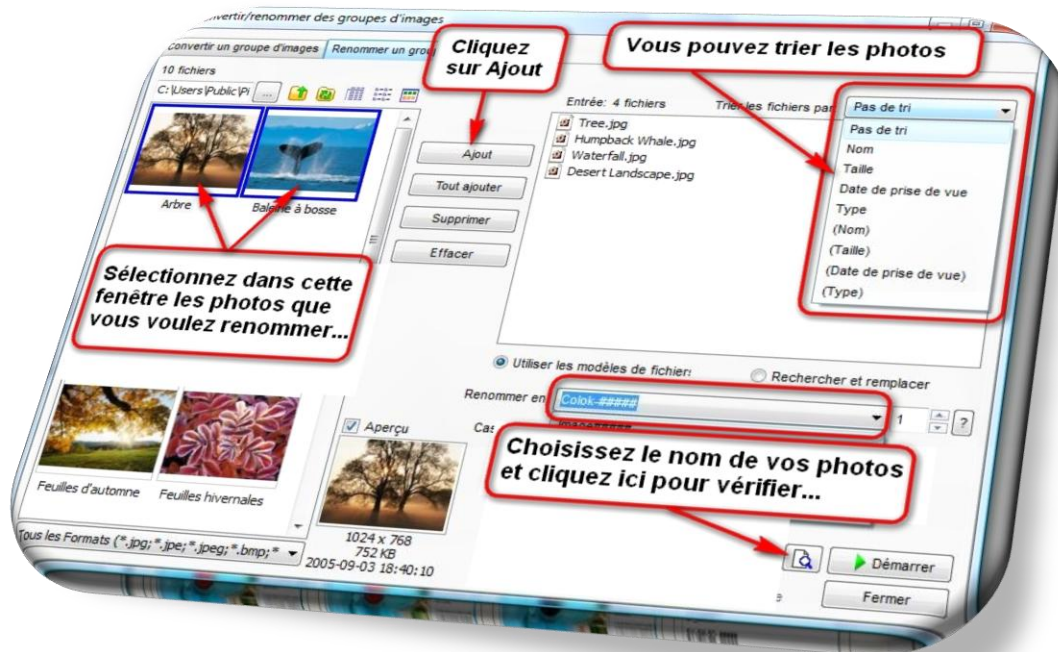 onvertir/renommer des groupes d'images
Convertir un groupe d'images
Renommer un grou
Cliquez
sur Ajout
Vous pouvez trier les photos
10 fichiers
C:\Users\Public\Pi
...
Entrée: 4 fichiers
Trier les fichiers par
Pas de tri
Pas de tri
Nom
Taille
Date de prise de vue
Type
(Nom)
(Taille)
(Date de prise de vue)
(Type)
Tree.jpg
Humpback Whale.jpg
Waterfall.jpg
Desert Landscape.jpg
Ajout
Tout ajouter
Supprimer
Effacer
Arbre
Baleine à bosse
Sélectionnez dans cette
fenêtre les photos que
vous voulez renommer...
Utiliser les modèles de fichier:
Rechercher et remplacer
Renommer en
Colok-#####
1
?
Aperçu
Cas
Choisissez le nom de vos photos
et cliquez ici pour vérifier...
Feuilles d'automne
Feuilles hivernales
1024 x 768
752 KB
2005-09-03 18:40:10
Tous les Formats (*.jpg;*.jpe;*.jpeg;*.bmp;*
Démarrer
Fermer